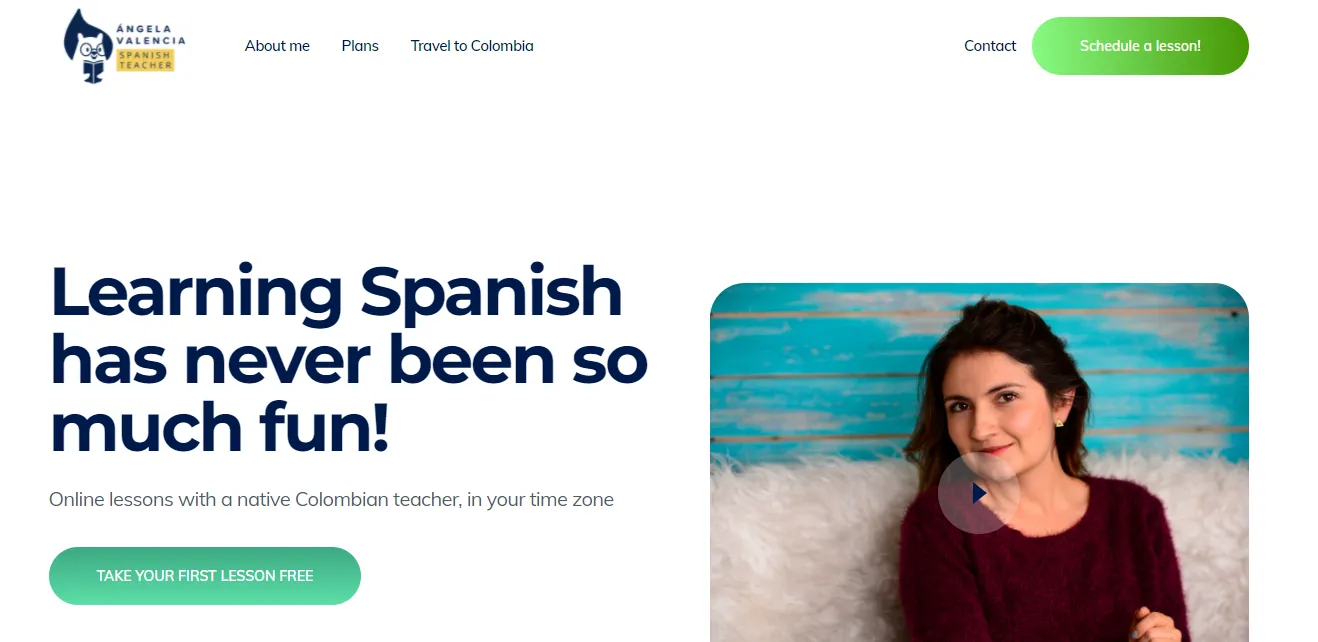 ÁNGELA
VALENCIA
SPANISH
TEACHER
About me
Plans
Travel to Colombia
Contact
Schedule a lesson!
Learning Spanish
has never been so
much fun!
Online lessons with a native Colombian teacher, in your time zone
TAKE YOUR FIRST LESSON FREE